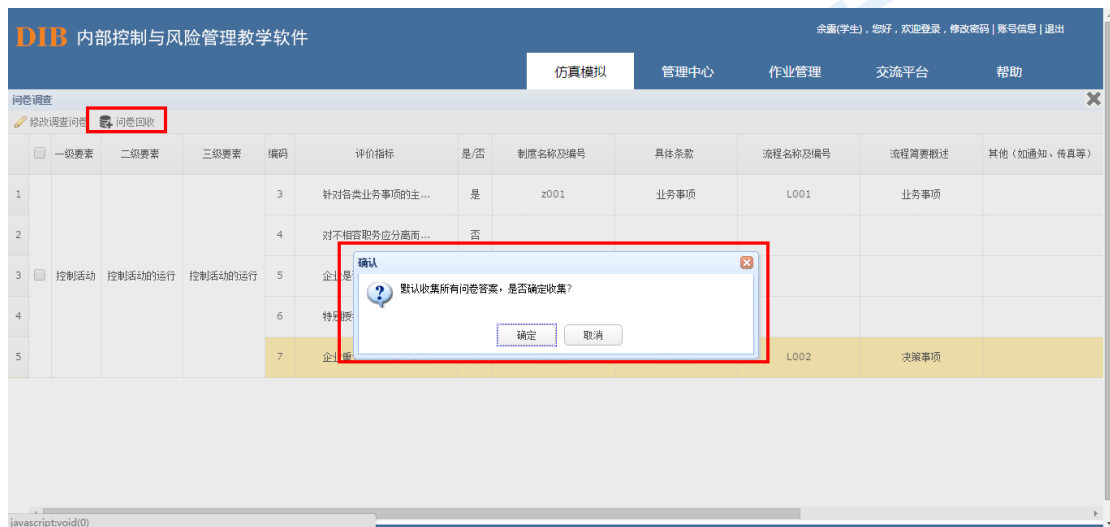 DIB 内部控制与风险管理教学软件
余露(学生)，您好，欢迎登录，修改密码 | 账号信息 | 退出
仿真模拟 管理中心 作业管理 交流平台 帮助
问卷调查
修改调查问卷 问卷回收
一级要素 二级要素 三级要素 编码 评价指标 是/否 制度名称及编号 具体条款 流程名称及编号 流程简要概述 其他（如通知、传真等）
1 3 针对各类业务事项的主... 是 z001 业务事项 L001 业务事项
2 4 对不相容职务应分离而... 否
3 控制活动 控制活动的运行 控制活动的运行 5 企业是
4 6 特别授
5 7 企业重 L002 决策事项
确认
默认收集所有问卷答案，是否确定收集?
确定 取消
javascript:void(0)